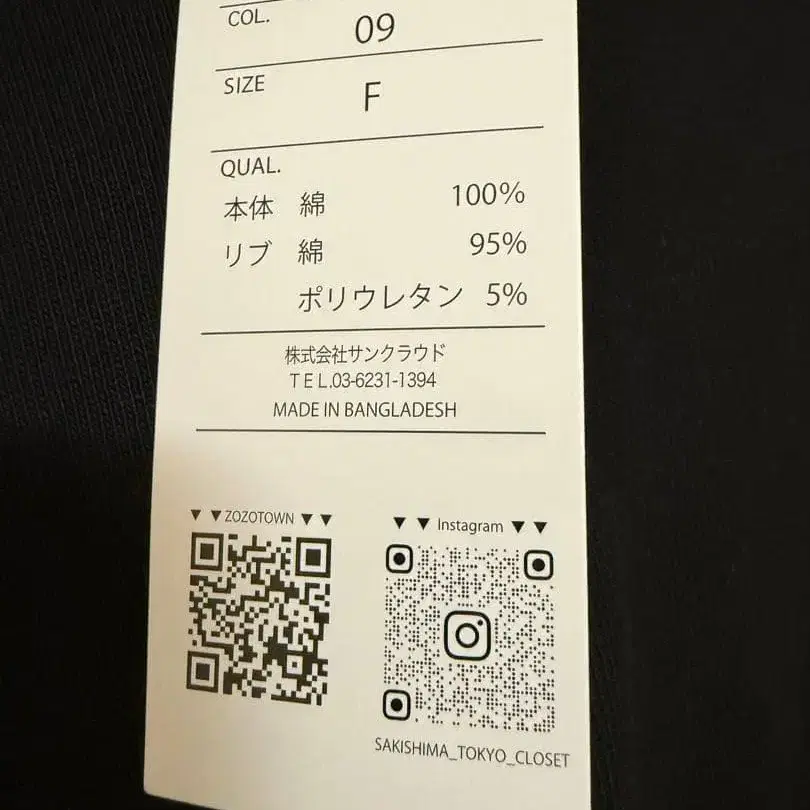 COL.
09
SIZE
F
QUAL.
本体 綿 100%
リブ 綿 95%
ポリウレタン 5%
株式会社サンクラウド
TEL.03-6231-1394
MADE IN BANGLADESH
▼ ▼ ZOZOTOWN ▼ ▼
▼ ▼ Instagram ▼ ▼
SAKISHIMA_TOKYO_CLOSET